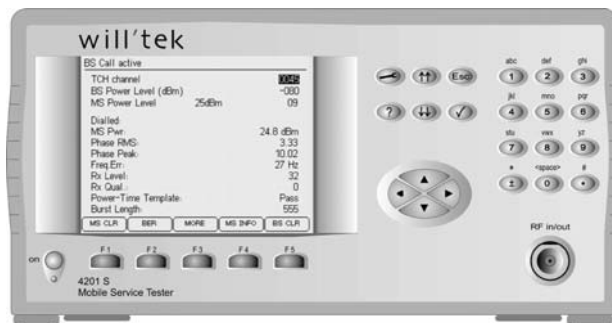 will'tek
BS Call active
TCH channel 0045
BS Power Level (dBm) -080
MS Power Level 25dBm 09
Dialled:
MS Pwr: 24.8 dBm
Phase RMS: 3.33
Phase Peak: 10.02
Freq.Err: 27 Hz
Rx Level: 32
Rx Qual.: 0
Power-Time Template: Pass
Burst Length: 555
MS CLR BER MORE MS INFO BS CLR
F1 F2 F3 F4 F5
on
4201 S
Mobile Service Tester
Esc
?
abc def ghi
1 2 3
jkl mno pqr
4 5 6
stu vwx yz
7 8 9
* <space> #
± 0 •
RF in/out